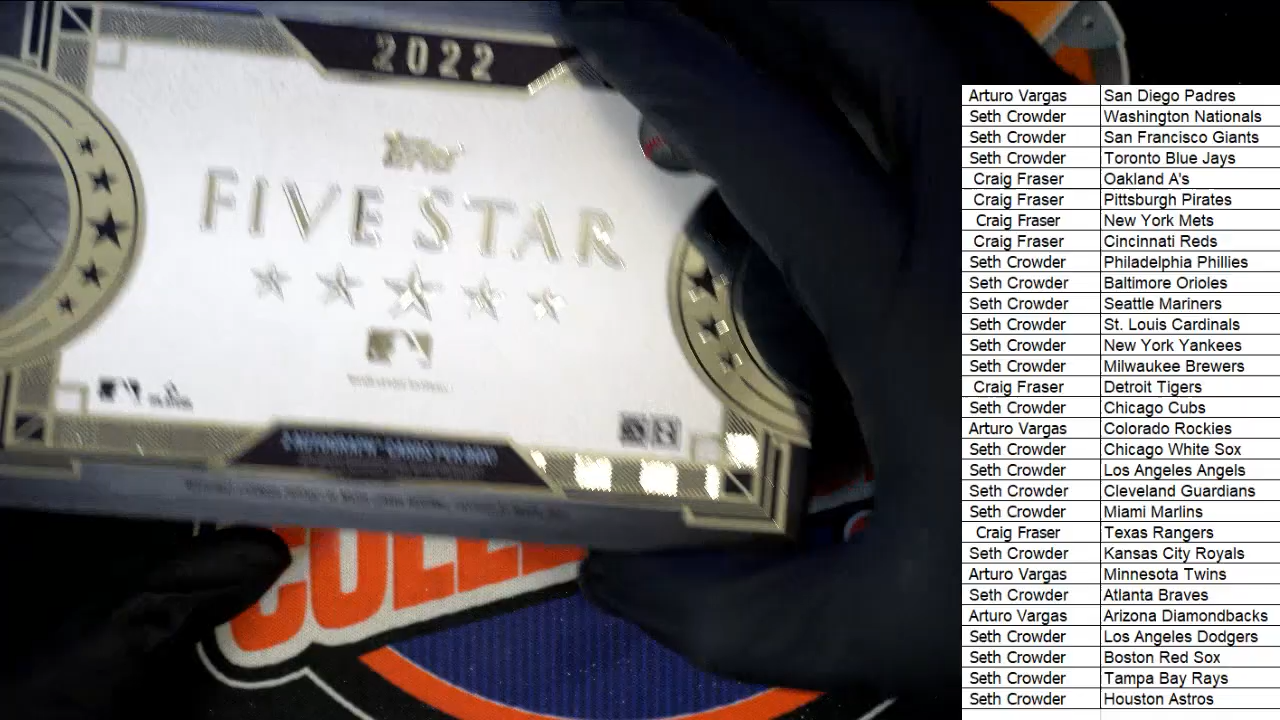 2022
Topps
FIVE STAR
COLLE
Arturo Vargas San Diego Padres
Seth Crowder Washington Nationals
Seth Crowder San Francisco Giants
Seth Crowder Toronto Blue Jays
Craig Fraser Oakland A's
Craig Fraser Pittsburgh Pirates
Craig Fraser New York Mets
Craig Fraser Cincinnati Reds
Seth Crowder Philadelphia Phillies
Seth Crowder Baltimore Orioles
Seth Crowder Seattle Mariners
Seth Crowder St. Louis Cardinals
Seth Crowder New York Yankees
Seth Crowder Milwaukee Brewers
Craig Fraser Detroit Tigers
Seth Crowder Chicago Cubs
Arturo Vargas Colorado Rockies
Seth Crowder Chicago White Sox
Seth Crowder Los Angeles Angels
Seth Crowder Cleveland Guardians
Seth Crowder Miami Marlins
Craig Fraser Texas Rangers
Seth Crowder Kansas City Royals
Arturo Vargas Minnesota Twins
Seth Crowder Atlanta Braves
Arturo Vargas Arizona Diamondbacks
Seth Crowder Los Angeles Dodgers
Seth Crowder Boston Red Sox
Seth Crowder Tampa Bay Rays
Seth Crowder Houston Astros